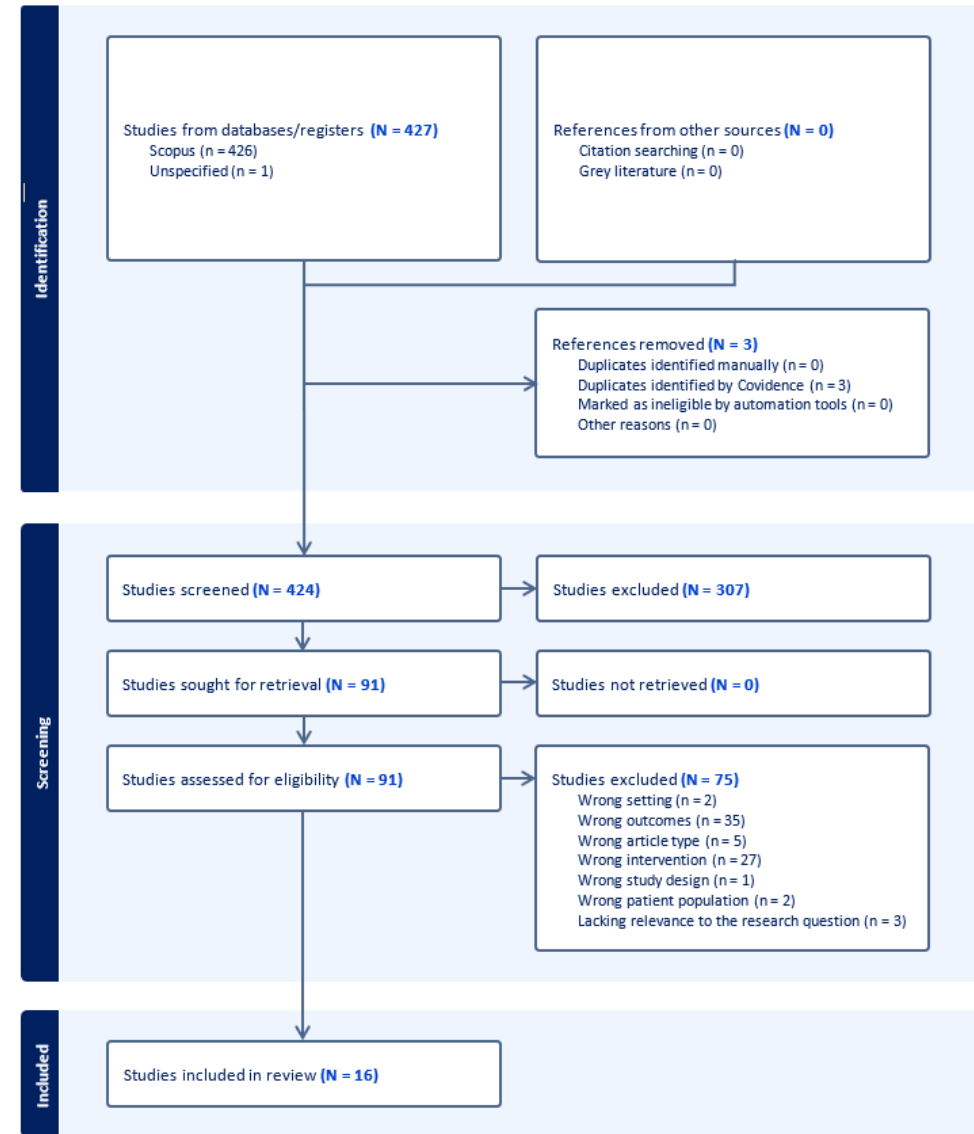 Identification
Studies from databases/registers (N = 427)
Scopus (n = 426)
Unspecified (n = 1)
References from other sources (N = 0)
Citation searching (n = 0)
Grey literature (n = 0)
References removed (N = 3)
Duplicates identified manually (n = 0)
Duplicates identified by Covidence (n = 3)
Marked as ineligible by automation tools (n = 0)
Other reasons (n = 0)
Screening
Studies screened (N = 424)
Studies excluded (N = 307)
Studies sought for retrieval (N = 91)
Studies not retrieved (N = 0)
Studies assessed for eligibility (N = 91)
Studies excluded (N = 75)
Wrong setting (n = 2)
Wrong outcomes (n = 35)
Wrong article type (n = 5)
Wrong intervention (n = 27)
Wrong study design (n = 1)
Wrong patient population (n = 2)
Lacking relevance to the research question (n = 3)
Included
Studies included in review (N = 16)